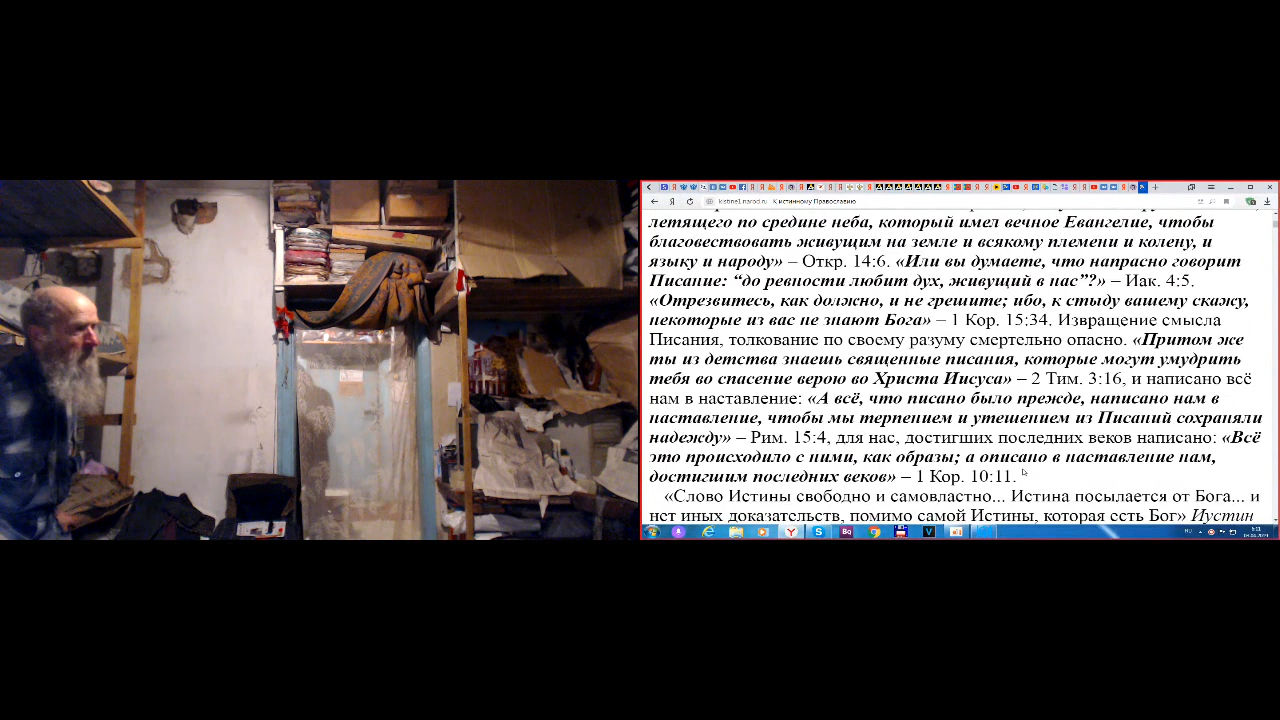 kistine1.narod.ru К истинному Православию
летящего по средине неба, который имел вечное Евангелие, чтобы
благовествовать живущим на земле и всякому племени и колену, и
языку и народу» – Откр. 14:6. «Или вы думаете, что напрасно говорит
Писание: “до ревности любит дух, живущий в нас”?» – Иак. 4:5.
«Отрезвитесь, как должно, и не грешите; ибо, к стыду вашему скажу,
некоторые из вас не знают Бога» – 1 Кор. 15:34. Извращение смысла
Писания, толкование по своему разуму смертельно опасно. «Притом же
ты из детства знаешь священные писания, которые могут умудрить
тебя во спасение верою во Христа Иисуса» – 2 Тим. 3:16, и написано всё
нам в наставление: «А всё, что писано было прежде, написано нам в
наставление, чтобы мы терпением и утешением из Писаний сохраняли
надежду» – Рим. 15:4, для нас, достигших последних веков написано: «Всё
это происходило с ними, как образы; а описано в наставление нам,
достигшим последних веков» – 1 Кор. 10:11.
«Слово Истины свободно и самовластно... Истина посылается от Бога... и
нет иных доказательств, помимо самой Истины, которая есть Бог» Иустин